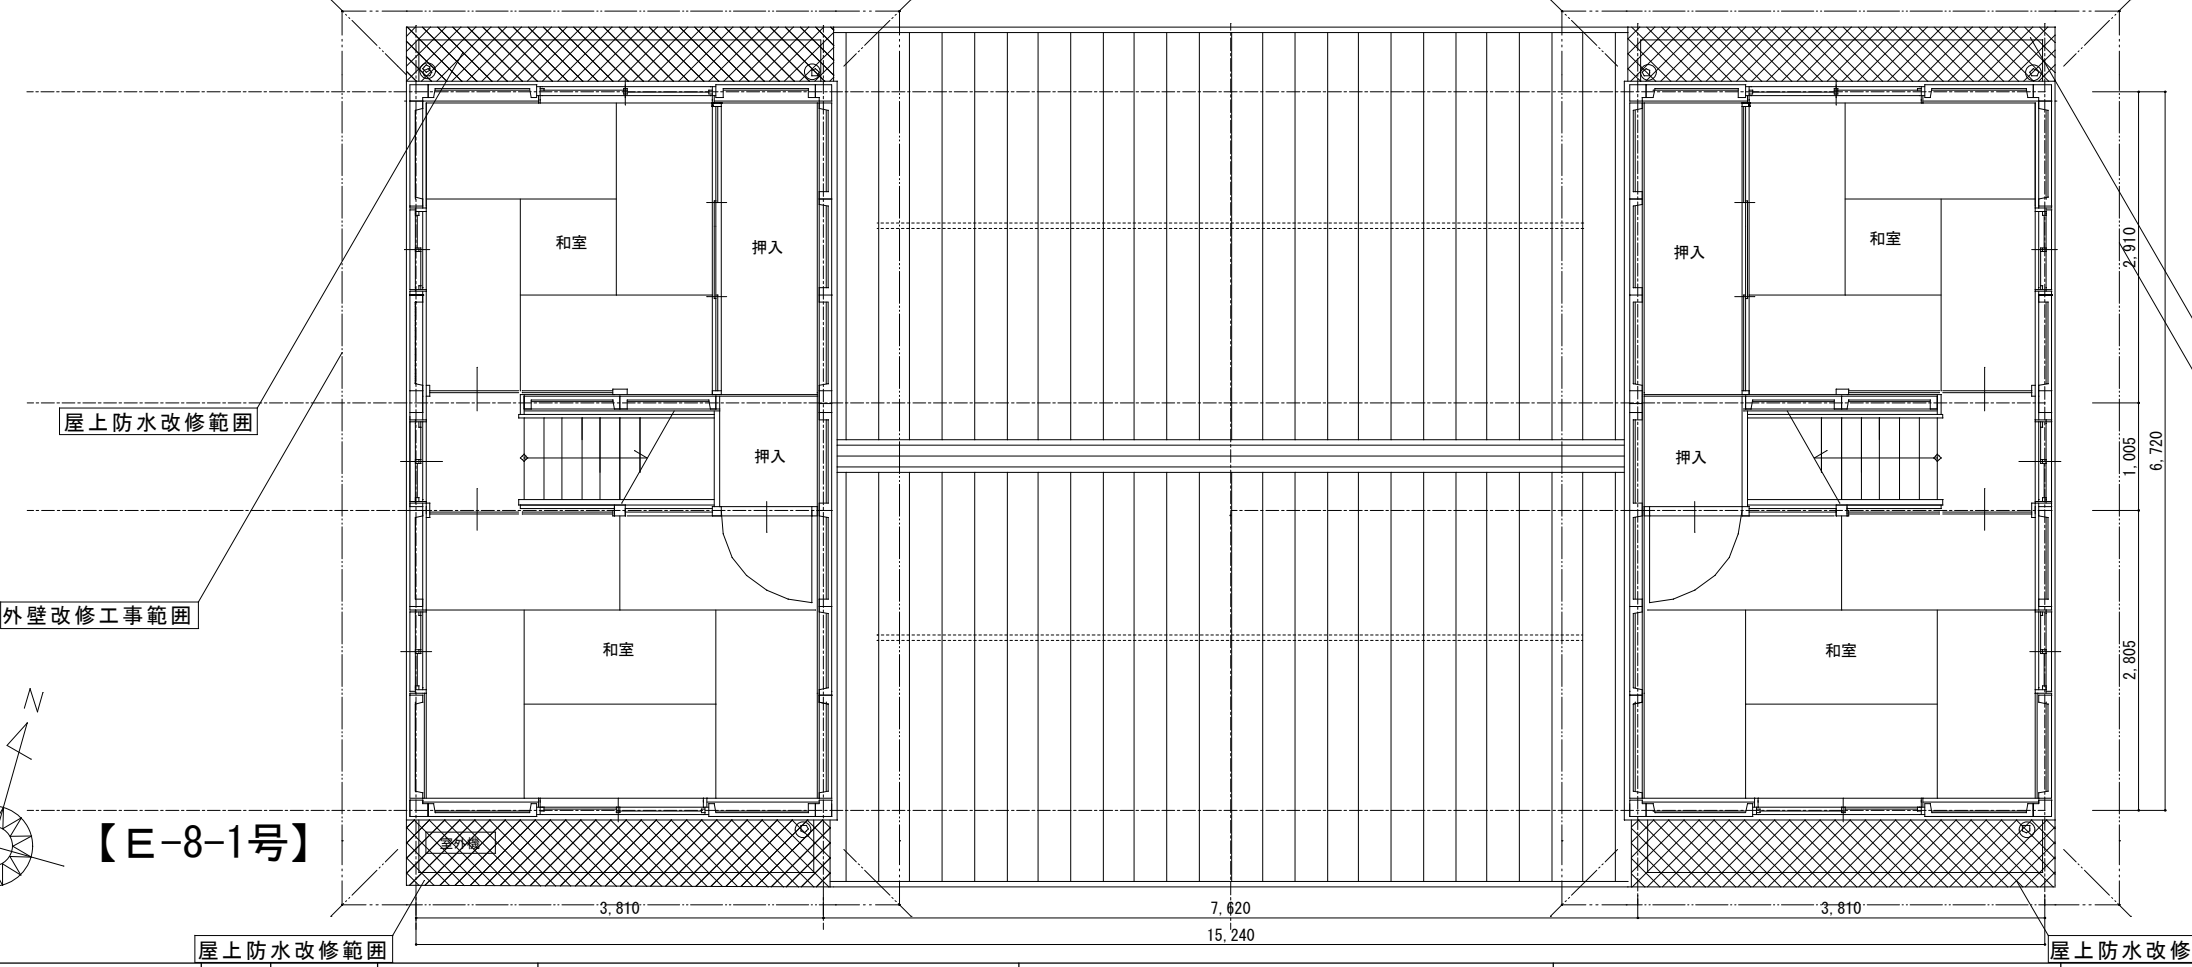 和室
押入
押入
和室
2,910
屋上防水改修範囲
押入
押入
1,005
6,720
外壁改修工事範囲
和室
和室
2,805
N
【E-8-1号】
室外機
3,810
7,620
3,810
15,240
屋上防水改修範囲
屋上防水改修